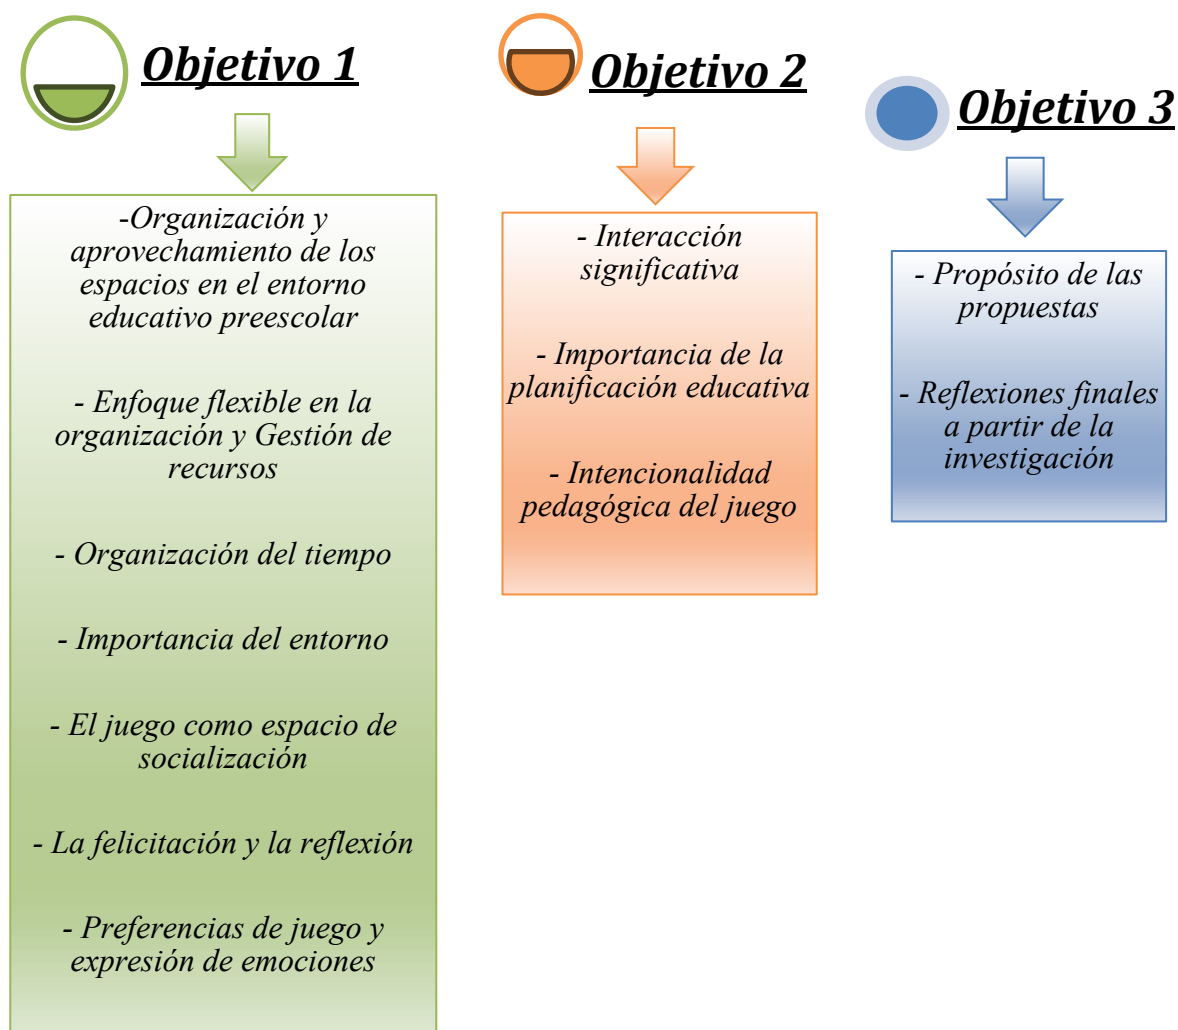 Objetivo 1
-Organización y
aprovechamiento de los
espacios en el entorno
educativo preescolar
- Enfoque flexible en la
organización y Gestión de
recursos
- Organización del tiempo
- Importancia del entorno
- El juego como espacio de
socialización
- La felicitación y la reflexión
- Preferencias de juego y
expresión de emociones
Objetivo 2
- Interacción
significativa
- Importancia de la
planificación educativa
- Intencionalidad
pedagógica del juego
Objetivo 3
- Propósito de las
propuestas
- Reflexiones finales
a partir de la
investigación